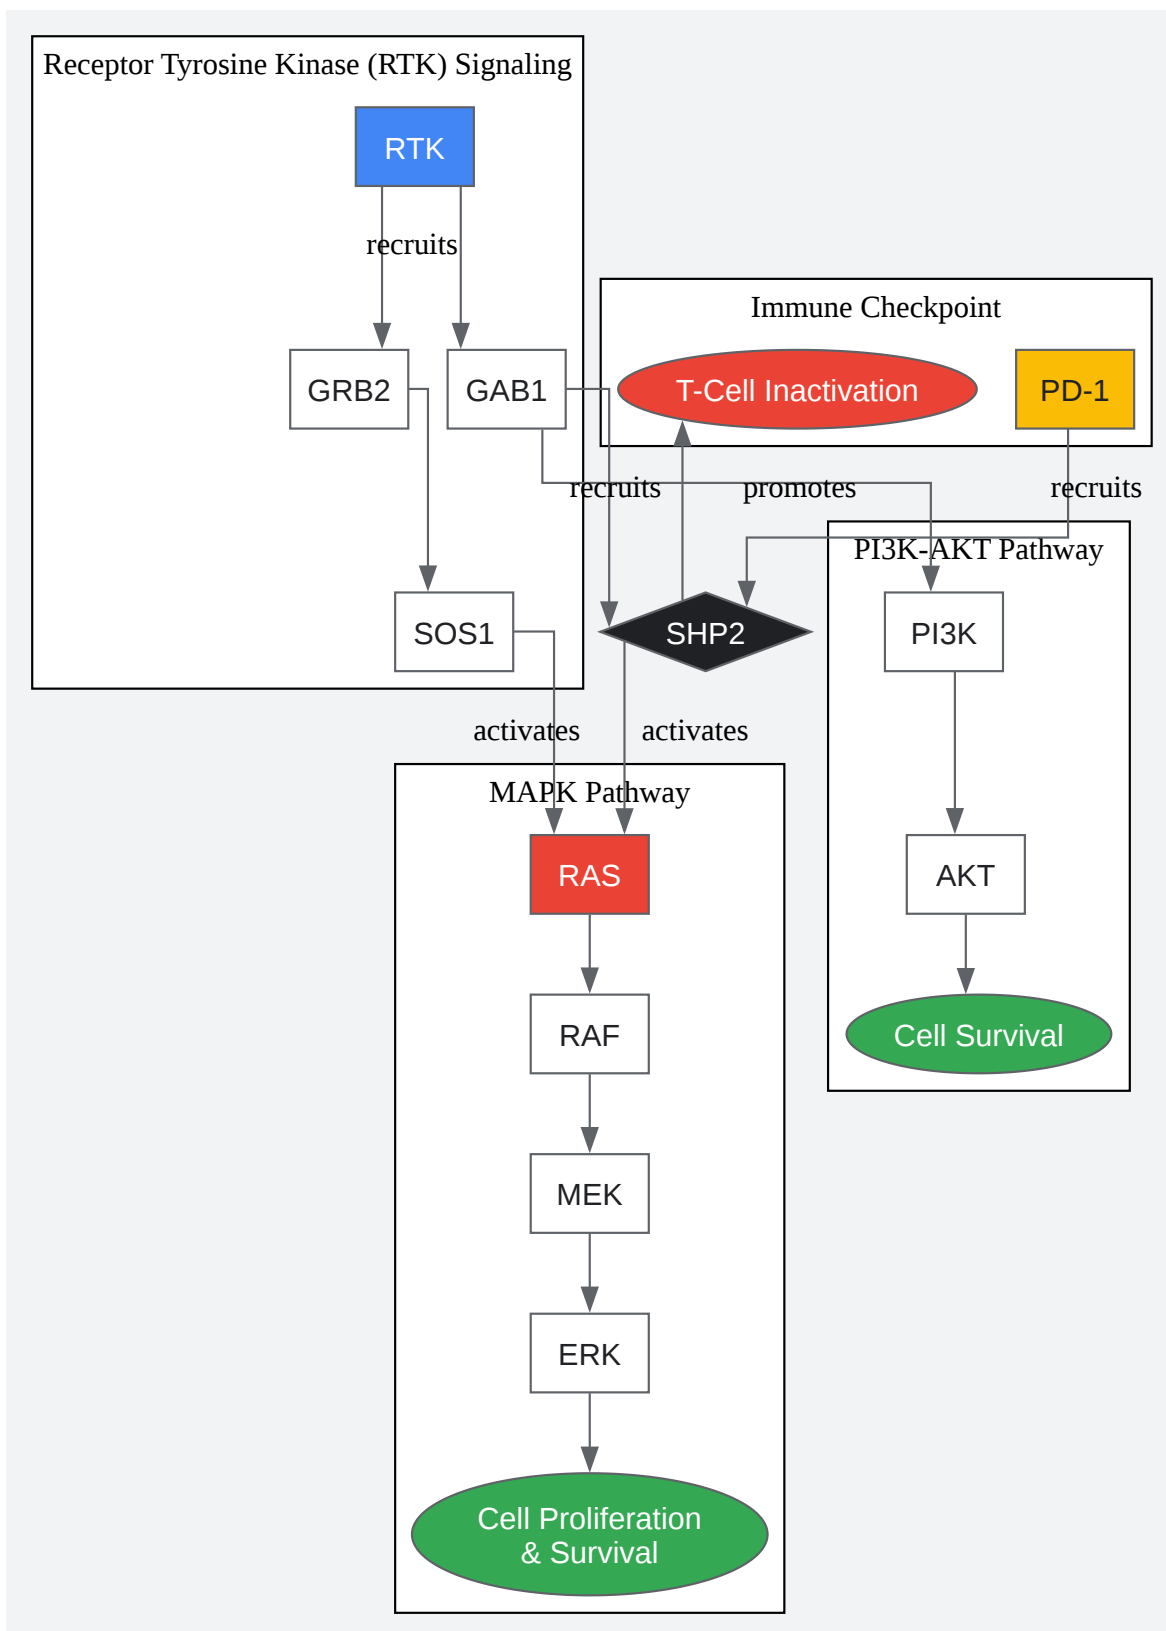 Receptor Tyrosine Kinase (RTK) Signaling
RTK
recruits
Immune Checkpoint
GRB2
GAB1
T-Cell Inactivation
PD-1
recruits
promotes
recruits
PI3K-AKT Pathway
SOS1
SHP2
PI3K
activates
activates
MAPK Pathway
RAS
AKT
RAF
Cell Survival
MEK
ERK
Cell Proliferation
& Survival